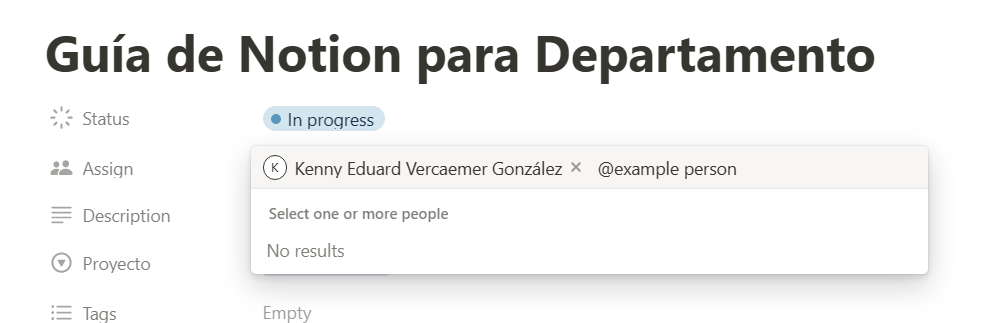 Guía de Notion para Departamento
Status In progress
Assign K Kenny Eduard Vercaemer González × @example person
Select one or more people
Description
No results
Proyecto
Tags Empty